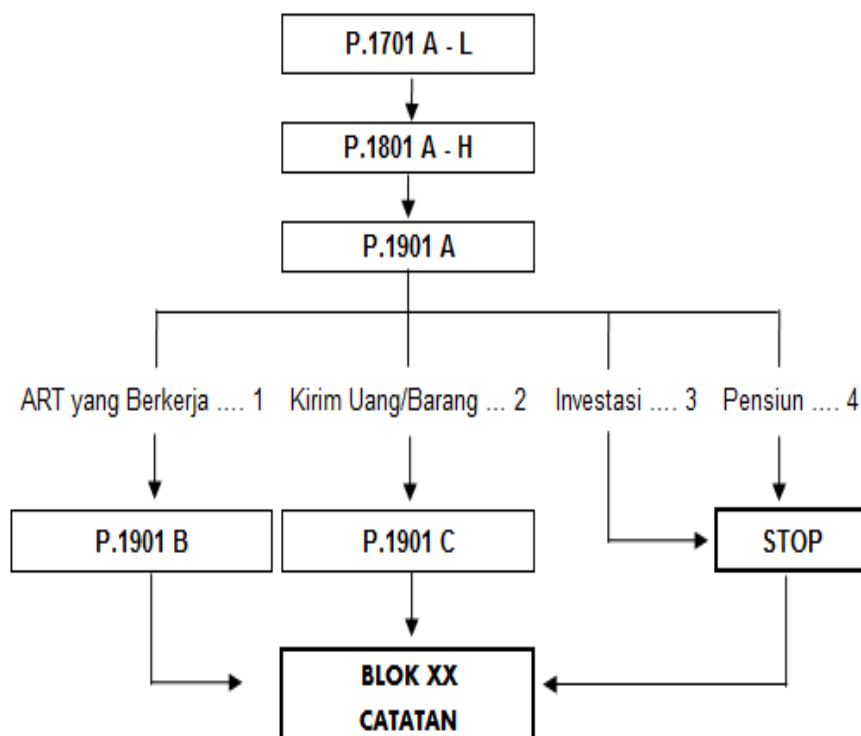 P.1701 A - L
P.1801 A - H
P.1901 A
ART yang Berkerja .... 1
Kirim Uang/Barang ... 2
Investasi .... 3
Pensiun .... 4
P.1901 B
P.1901 C
STOP
BLOK XX
CATATAN